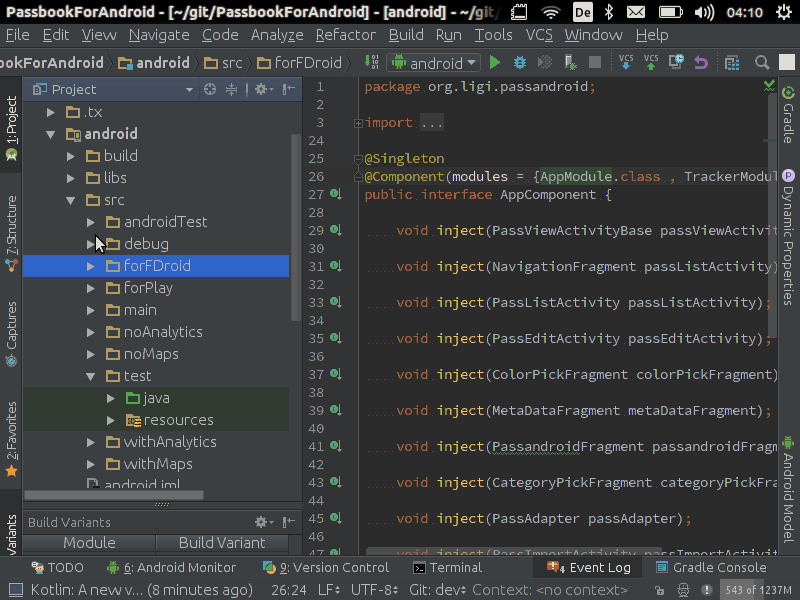 PassbookForAndroid - [~/git/PassbookForAndroid] - [android] - ~/git/
De
04:10
File Edit View Navigate Code Analyze Refactor Build Run Tools VCS Window Help
ookForAndroid android src forFDroid android VCS VCS
1: Project
7: Structure
Captures
2: Favorites
Variants
Project
.tx
android
build
libs
src
androidTest
debug
forFDroid
forPlay
main
noAnalytics
noMaps
test
java
resources
withAnalytics
withMaps
android.iml
Build Variants
Module Build Variant
1 package org.ligi.passandroid;
2
3 import ...
24
25 @Singleton
26 @Component(modules = {AppModule.class , TrackerModul
27 public interface AppComponent {
28
29 void inject(PassViewActivityBase passViewActivit
30
31 void inject(NavigationFragment passListActivity)
32
33 void inject(PassListActivity passListActivity);
34
35 void inject(PassEditActivity passEditActivity);
36
37 void inject(ColorPickFragment colorPickFragment)
38
39 void inject(MetaDataFragment metaDataFragment);
40
41 void inject(PassandroidFragment passandroidFragm
42
43 void inject(CategoryPickFragment categoryPickFra
44
45 void inject(PassAdapter passAdapter);
46
47 void inject(PassImportActivity passImportActivit
Gradle
Dynamic Properties
Android Model
TODO 6: Android Monitor 9: Version Control Terminal 4 Event Log Gradle Console
Kotlin: A new v... (8 minutes ago) 26:24 LF UTF-8 Git: dev Context: <no context> 543 of 1237M